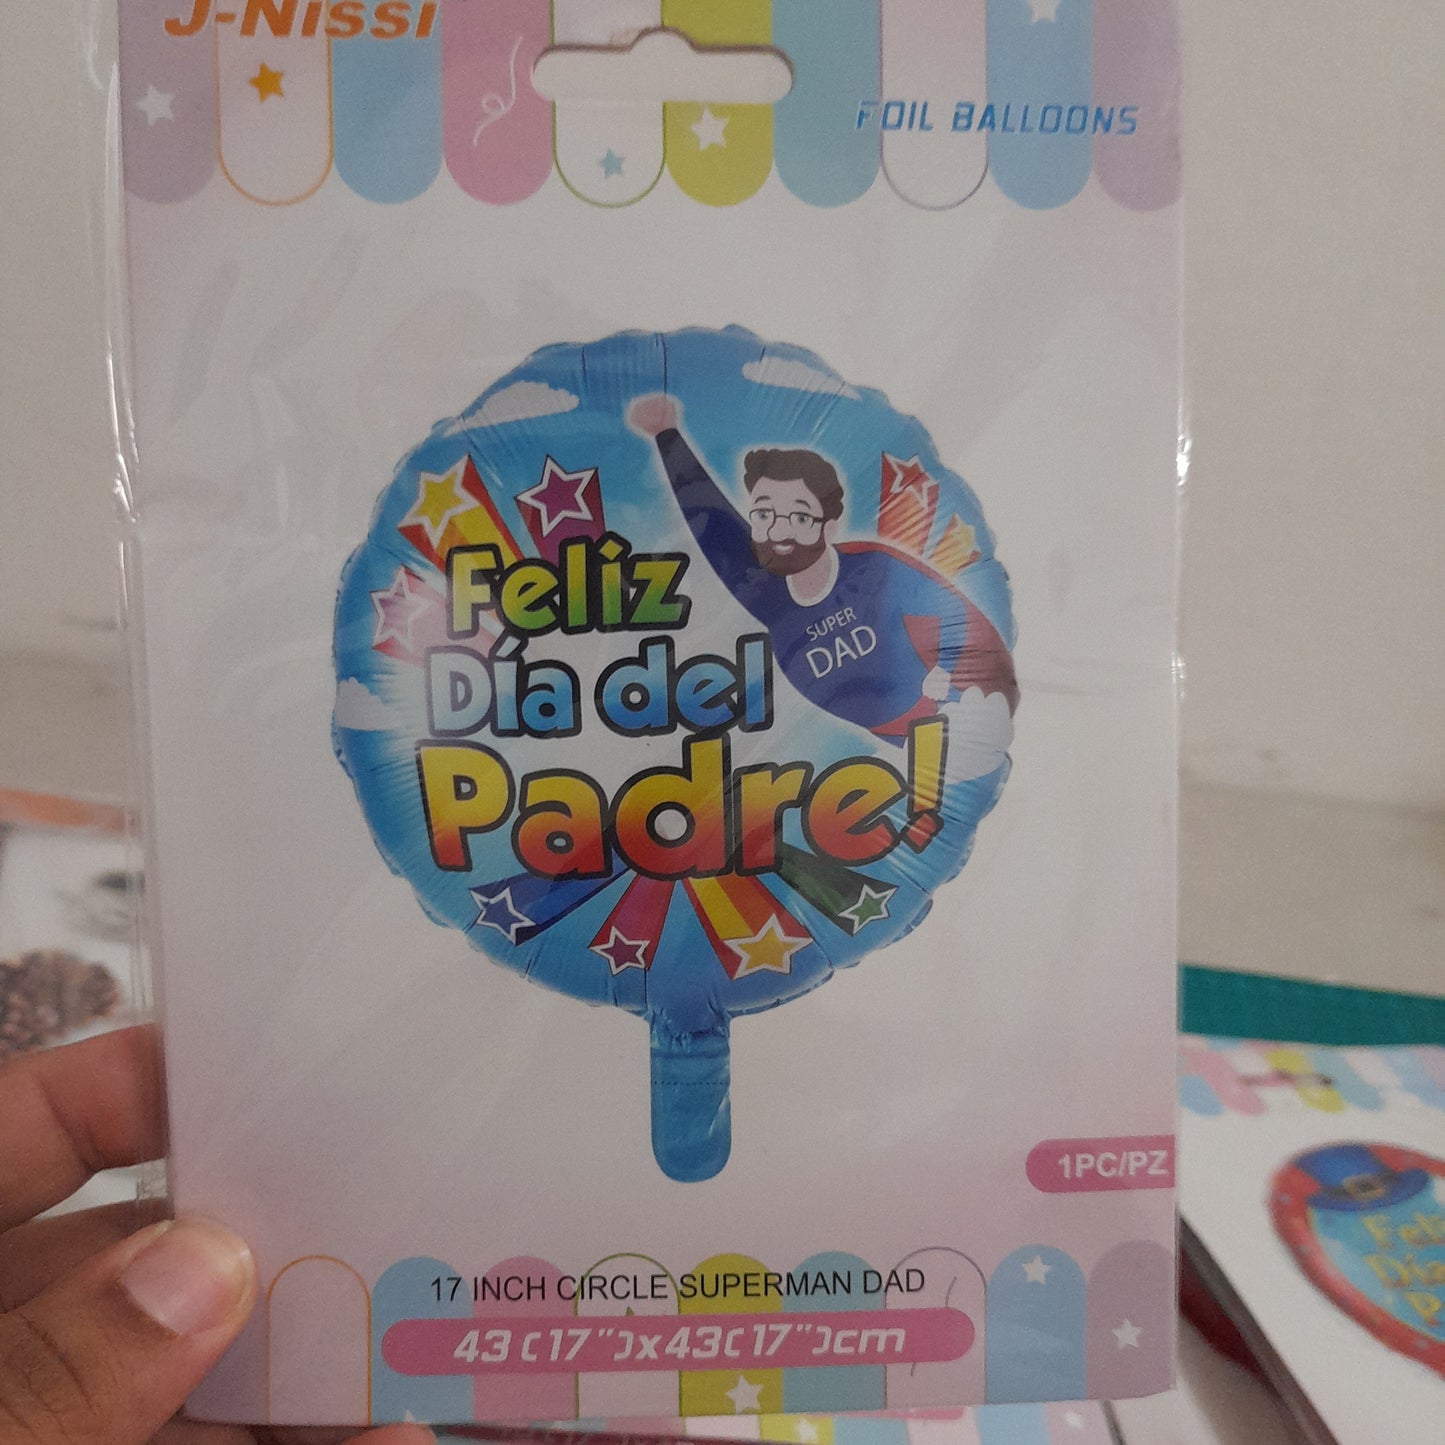 J-Nissi
FOIL BALLOONS
Feliz
Día del
Padre!
SUPER
DAD
1PC/PZ
17 INCH CIRCLE SUPERMAN DAD
43(17")x43(17")cm